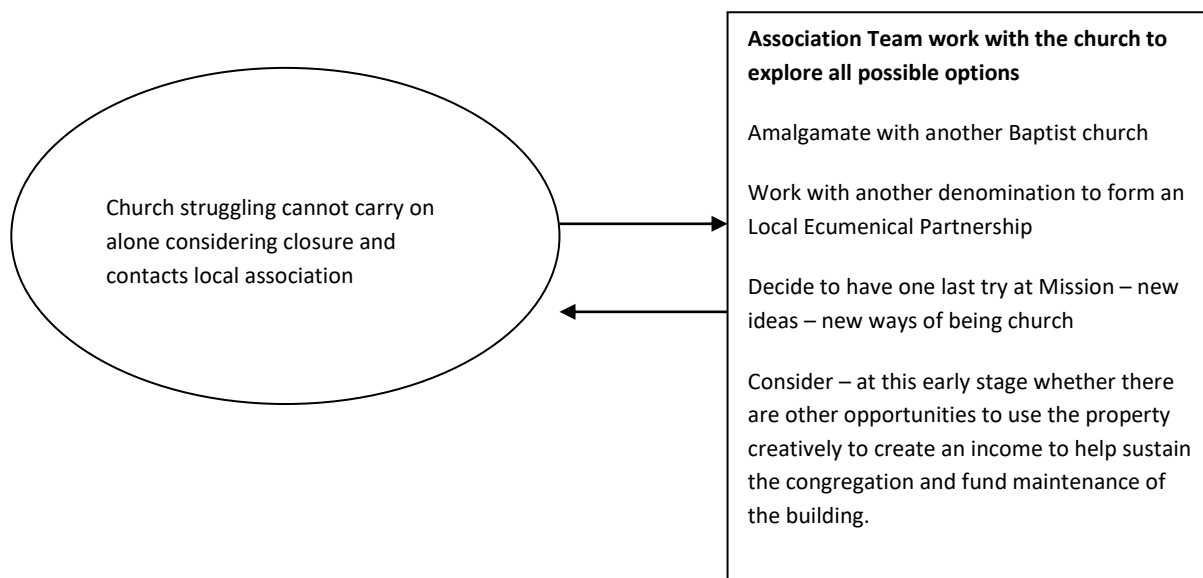 Church struggling cannot carry on
alone considering closure and
contacts local association
Association Team work with the church to
explore all possible options
Amalgamate with another Baptist church
Work with another denomination to form an
Local Ecumenical Partnership
Decide to have one last try at Mission – new
ideas – new ways of being church
Consider – at this early stage whether there
are other opportunities to use the property
creatively to create an income to help sustain
the congregation and fund maintenance of
the building.